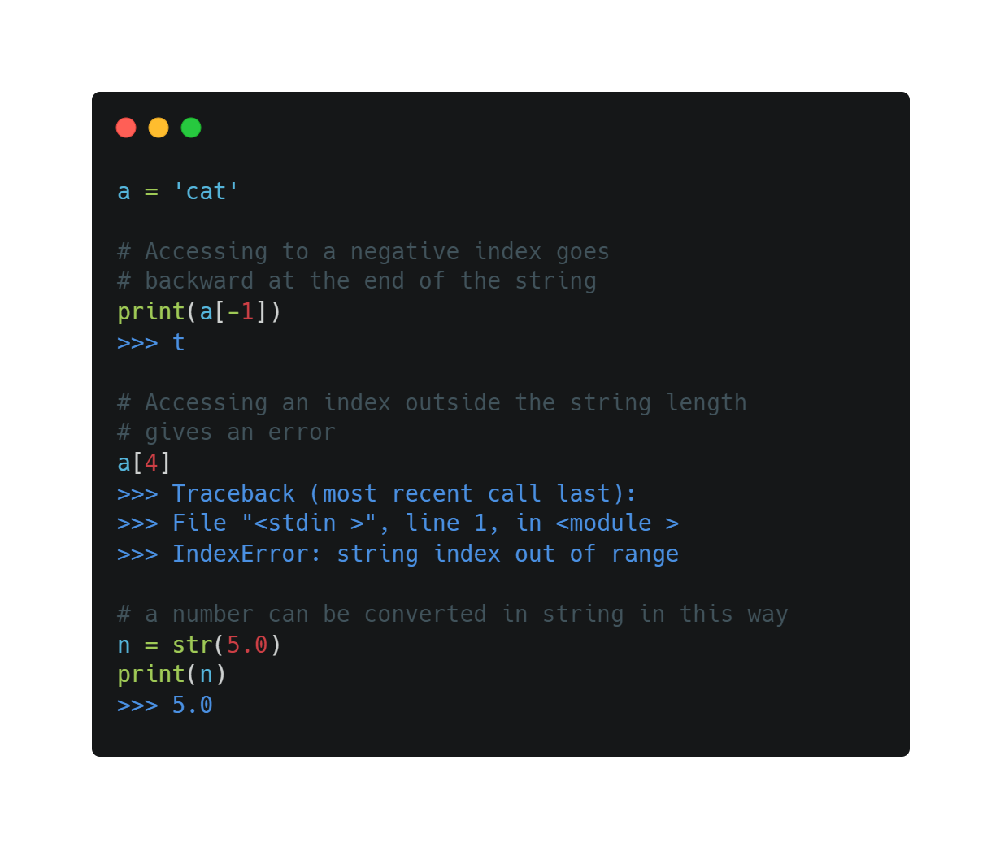 a = 'cat'
# Accessing to a negative index goes
# backward at the end of the string
print(a[-1])
>>> t
# Accessing an index outside the string length
# gives an error
a[4]
>>> Traceback (most recent call last):
>>> File "<stdin >", line 1, in <module >
>>> IndexError: string index out of range
# a number can be converted in string in this way
n = str(5.0)
print(n)
>>> 5.0